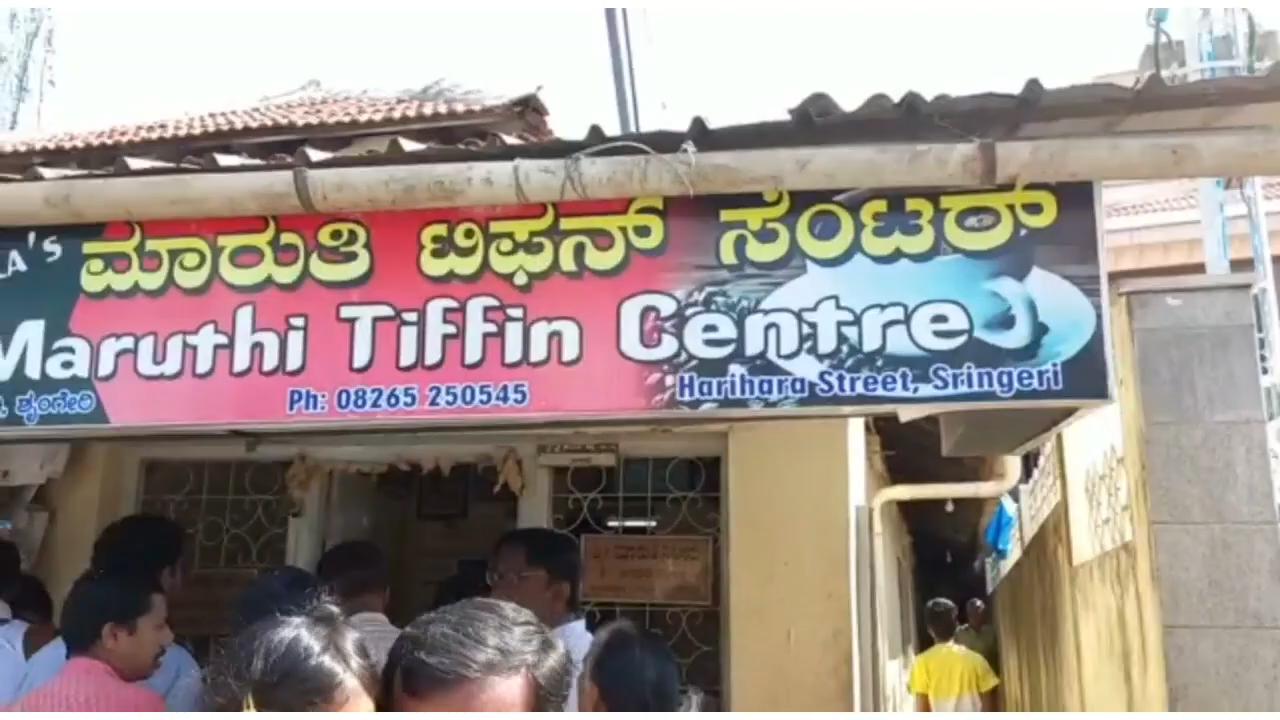 ಮಾರುತಿ ಟಿಫನ್ ಸೆಂಟರ್
Maruthi Tiffin Centre
Ph: 08265 250545
Harihara Street, Sringeri
ಶೃಂಗೇರಿ